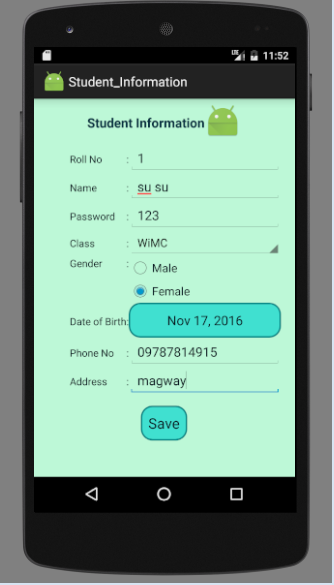 LTE 11:52
Student_Information
Student Information
Roll No : 1
Name : su su
Password : 123
Class : WiMC
Gender : Male
Female
Date of Birth: Nov 17, 2016
Phone No : 09787814915
Address : magway
Save